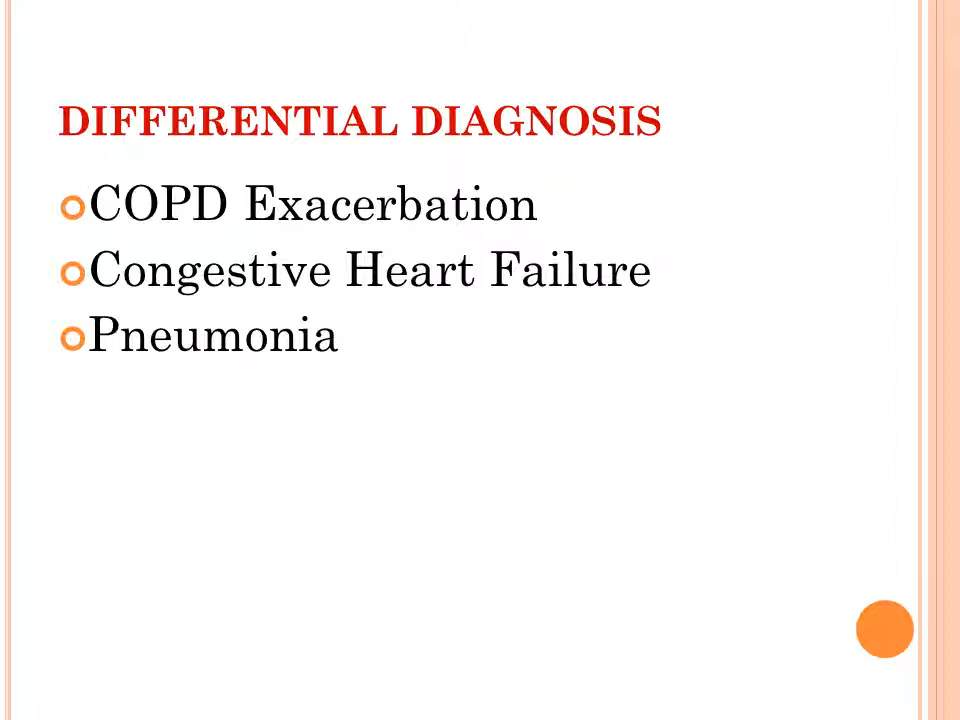 DIFFERENTIAL DIAGNOSIS
COPD Exacerbation
Congestive Heart Failure
Pneumonia